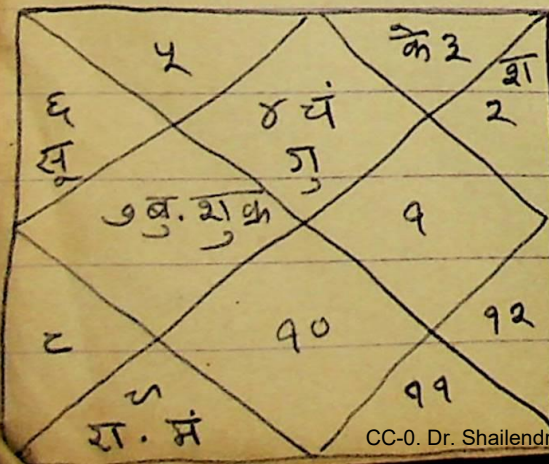 ५
के ३
श
२
६
सू
४ चं
गु
७ बु. शुक्र
१
८
१०
१२
९
रा. मं
११
CC-0. Dr. Shailendr